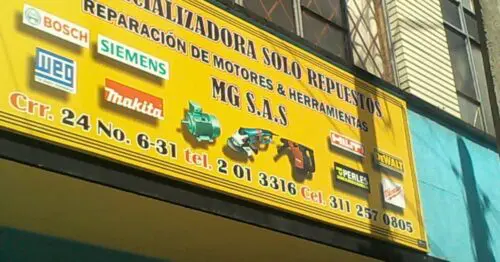 CIALIZADORA SOLO REPUESTOS
REPARACIÓN DE MOTORES & HERRAMIENTAS
MG S.A.S
BOSCH
SIEMENS
WEG
makita
HILTI
DEWALT
PERLES
Crr. 24 No. 6-31 tel. 2 01 3316 Cel. 311 257 0805